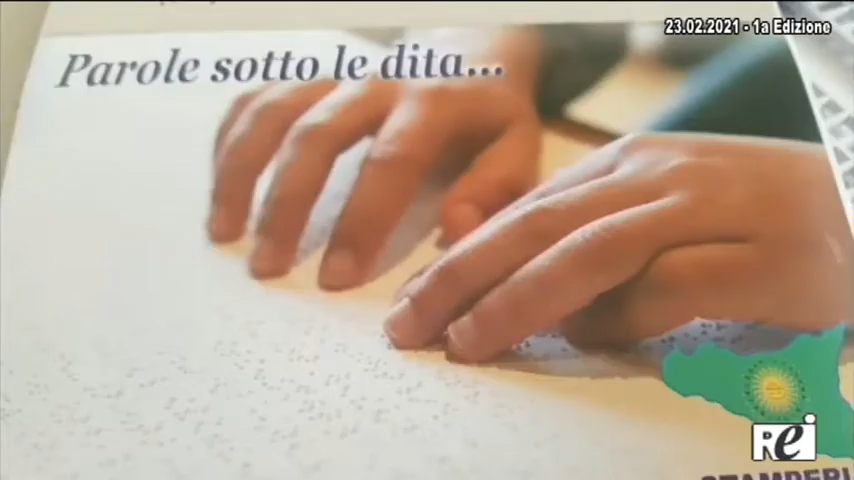 23.02.2021 - 1a Edizione
Parole sotto le dita...
Rei